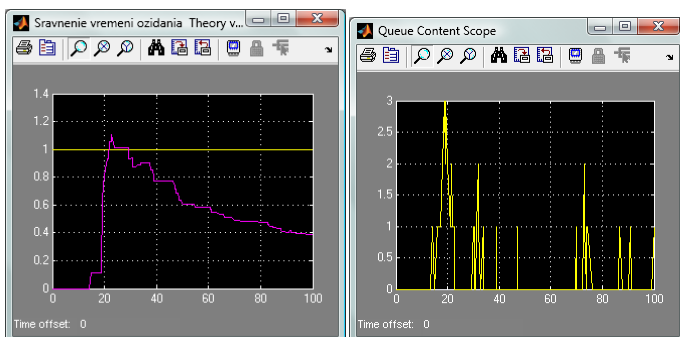 Sravnenie vremeni ozidania Theory v...
1.4
1.2
1
0.8
0.6
0.4
0.2
0
0 20 40 60 80 100
Time offset: 0
Queue Content Scope
3
2.5
2
1.5
1
0.5
0
0 20 40 60 80 100
Time offset: 0